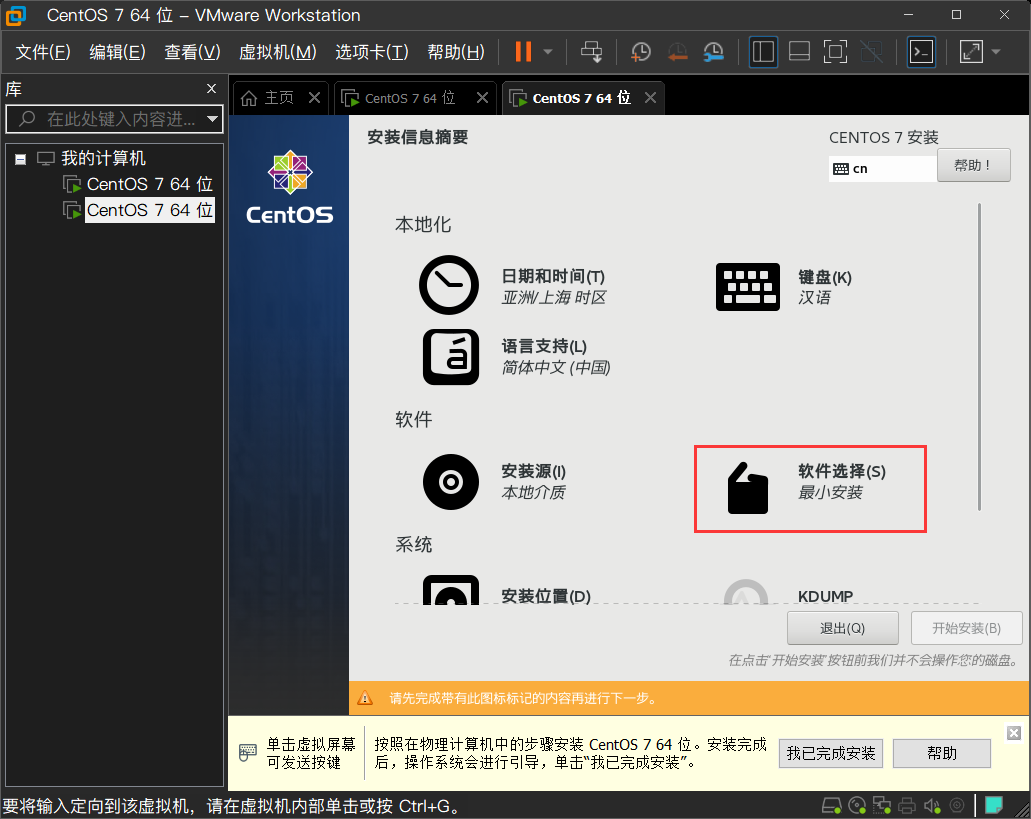 CentOS 7 64 位 - VMware Workstation
文件(F) 编辑(E) 查看(V) 虚拟机(M) 选项卡(T) 帮助(H)
库
在此处键入内容进...
我的计算机
CentOS 7 64 位
CentOS 7 64 位
主页
CentOS 7 64 位
CentOS 7 64 位
CentOS
安装信息摘要
CENTOS 7 安装
cn
帮助！
本地化
日期和时间(T)
亚洲/上海 时区
键盘(K)
汉语
语言支持(L)
简体中文 (中国)
软件
安装源(I)
本地介质
软件选择(S)
最小安装
系统
安装位置(D)
KDUMP
退出(Q)
开始安装(B)
在点击'开始安装'按钮前我们并不会操作您的磁盘。
请先完成带有此图标标记的内容再进行下一步。
单击虚拟屏幕
可发送按键
按照在物理计算机中的步骤安装 CentOS 7 64 位。安装完成
后，操作系统会进行引导，单击“我已完成安装”。
我已完成安装
帮助
要将输入定向到该虚拟机，请在虚拟机内部单击或按 Ctrl+G。